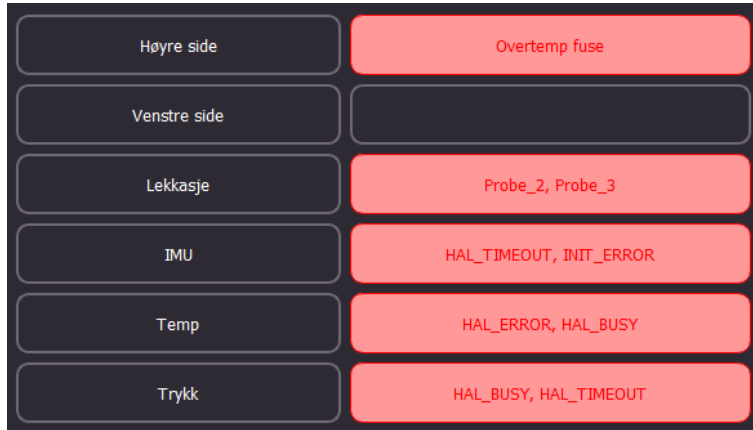 Høyre side Overtemp fuse
Venstre side
Lekkasje Probe_2, Probe_3
IMU HAL_TIMEOUT, INIT_ERROR
Temp HAL_ERROR, HAL_BUSY
Trykk HAL_BUSY, HAL_TIMEOUT